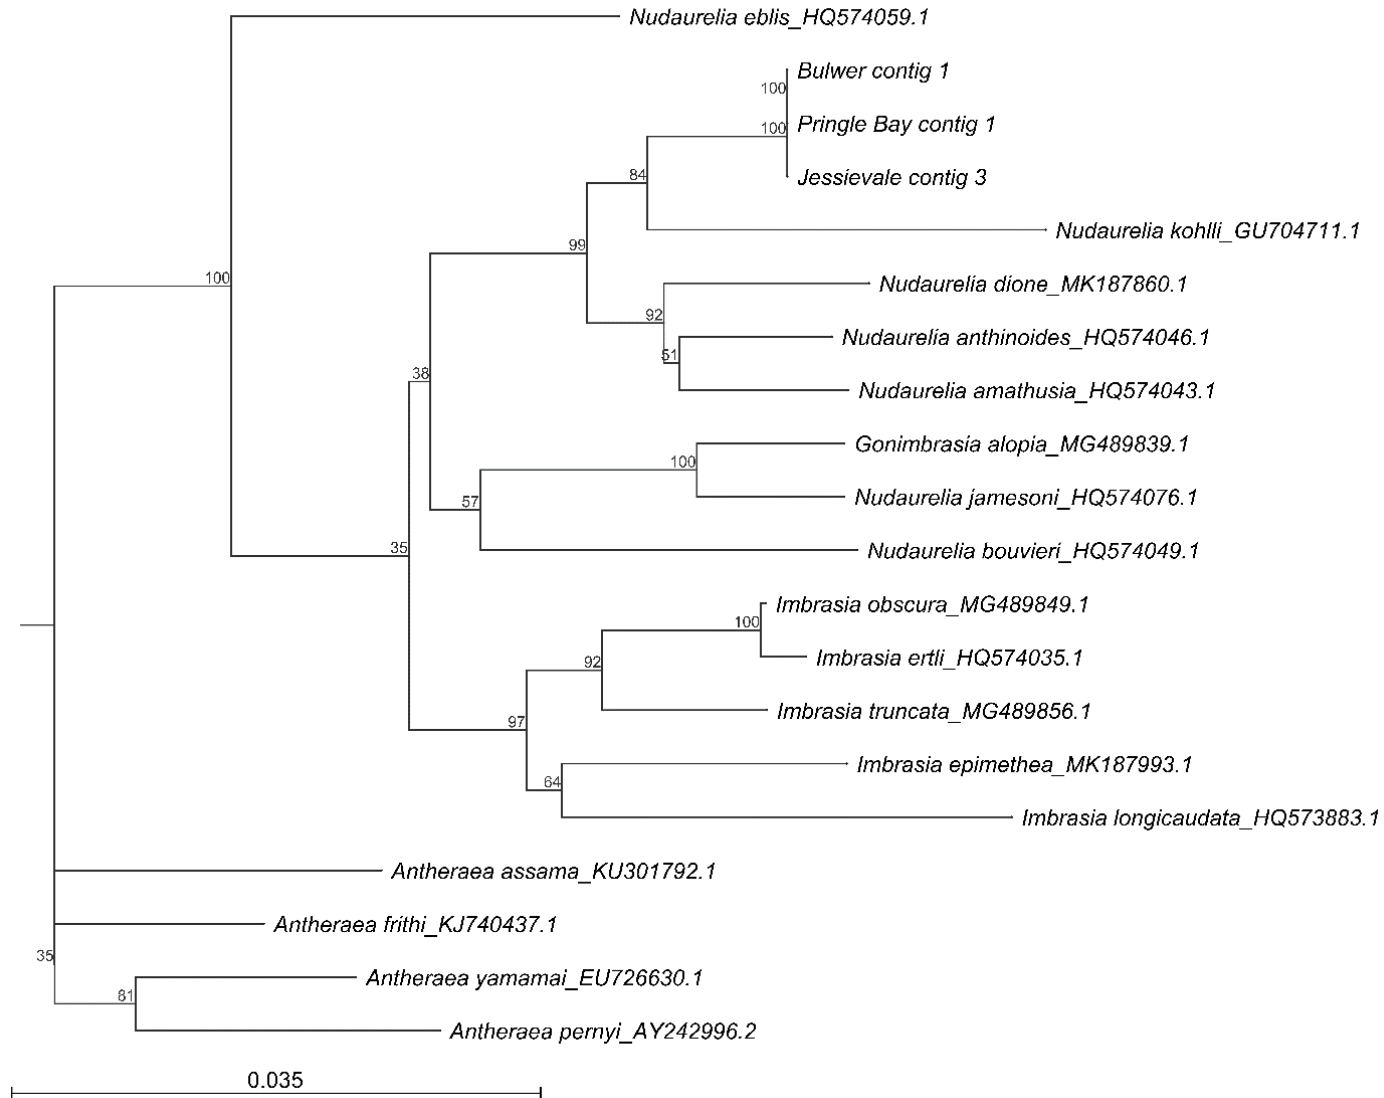 Nudaurelia eblis_HQ574059.1
Bulwer contig 1
100
Pringle Bay contig 1
100
Jessievale contig 3
84
Nudaurelia kohlli_GU704711.1
99
100
Nudaurelia dione_MK187860.1
92
Nudaurelia anthinoides_HQ574046.1
51
38
Nudaurelia amathusia_HQ574043.1
Gonimbrasia alopia_MG489839.1
100
57
Nudaurelia jamesoni_HQ574076.1
35
Nudaurelia bouvieri_HQ574049.1
Imbrasia obscura_MG489849.1
100
92
Imbrasia ertli_HQ574035.1
97
Imbrasia truncata_MG489856.1
Imbrasia epimethea_MK187993.1
64
Imbrasia longicaudata_HQ573883.1
Antheraea assama_KU301792.1
Antheraea frithi_KJ740437.1
35
Antheraea yamamai_EU726630.1
81
Antheraea pernyi_AY242996.2
0.035